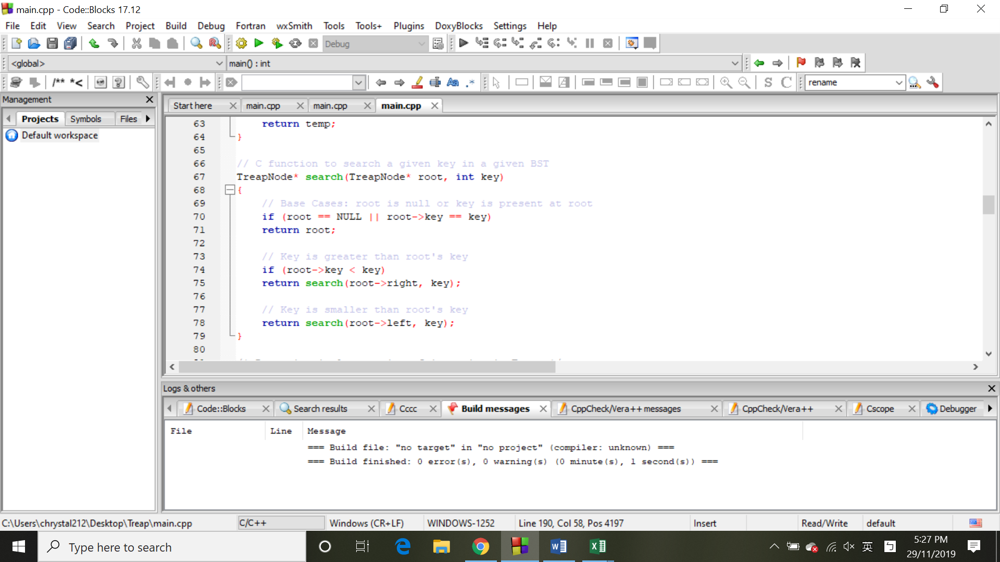 main.cpp - Code::Blocks 17.12
File Edit View Search Project Build Debug Fortran wxSmith Tools Tools+ Plugins DoxyBlocks Settings Help
Debug
<global> main() : int
/** *<
rename
Management
Projects Symbols Files
Default workspace
Start here main.cpp main.cpp main.cpp
63 return temp;
64 }
65
66 // C function to search a given key in a given BST
67 TreapNode* search(TreapNode* root, int key)
68 {
69 // Base Cases: root is null or key is present at root
70 if (root == NULL || root->key == key)
71 return root;
72
73 // Key is greater than root's key
74 if (root->key < key)
75 return search(root->right, key);
76
77 // Key is smaller than root's key
78 return search(root->left, key);
79 }
80
Logs & others
Code::Blocks Search results Cccc Build messages CppCheck/Vera++ messages CppCheck/Vera++ Cscope Debugger
File Line Message
=== Build file: "no target" in "no project" (compiler: unknown) ===
=== Build finished: 0 error(s), 0 warning(s) (0 minute(s), 1 second(s)) ===
C:\Users\chrystal212\Desktop\Treap\main.cpp C/C++ Windows (CR+LF) WINDOWS-1252 Line 190, Col 58, Pos 4197 Insert Read/Write default
Type here to search
英
5:27 PM
29/11/2019